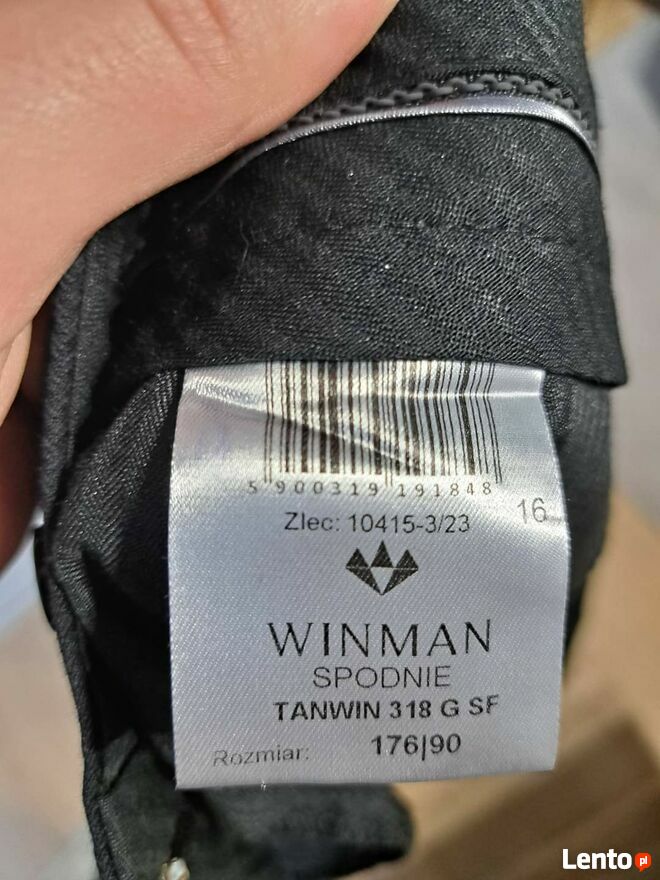 5 900319 191848
16
Zlec: 10415-3/23
WINMAN
SPODNIE
TANWIN 318 G SF
Rozmiar: 176|90
Lento.pl